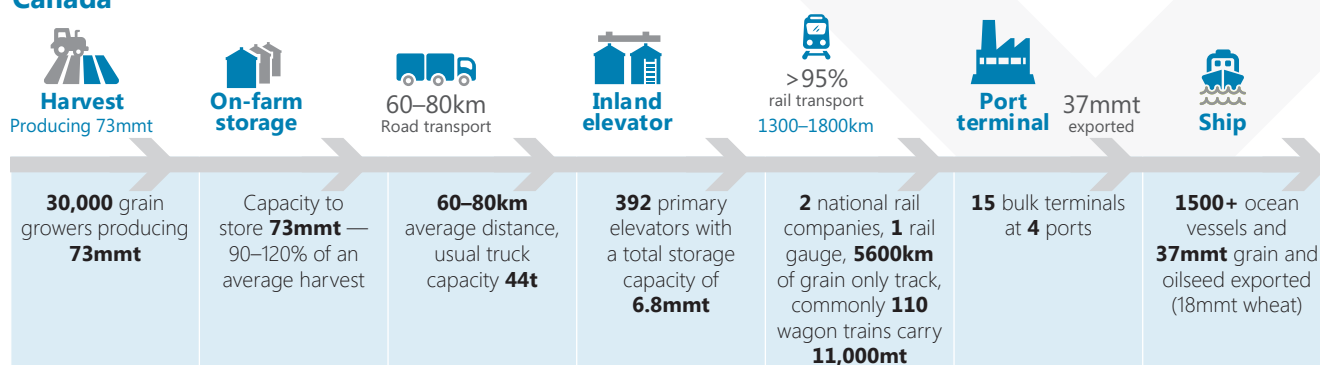 Canada
Harvest
Producing 73mmt
On-farm
storage
60–80km
Road transport
Inland
elevator
>95%
rail transport
1300–1800km
Port
terminal
37mmt
exported
Ship
30,000 grain
growers producing
73mmt
Capacity to
store 73mmt —
90–120% of an
average harvest
60–80km
average distance,
usual truck
capacity 44t
392 primary
elevators with
a total storage
capacity of
6.8mmt
2 national rail
companies, 1 rail
gauge, 5600km
of grain only track,
commonly 110
wagon trains carry
11,000mt
15 bulk terminals
at 4 ports
1500+ ocean
vessels and
37mmt grain and
oilseed exported
(18mmt wheat)